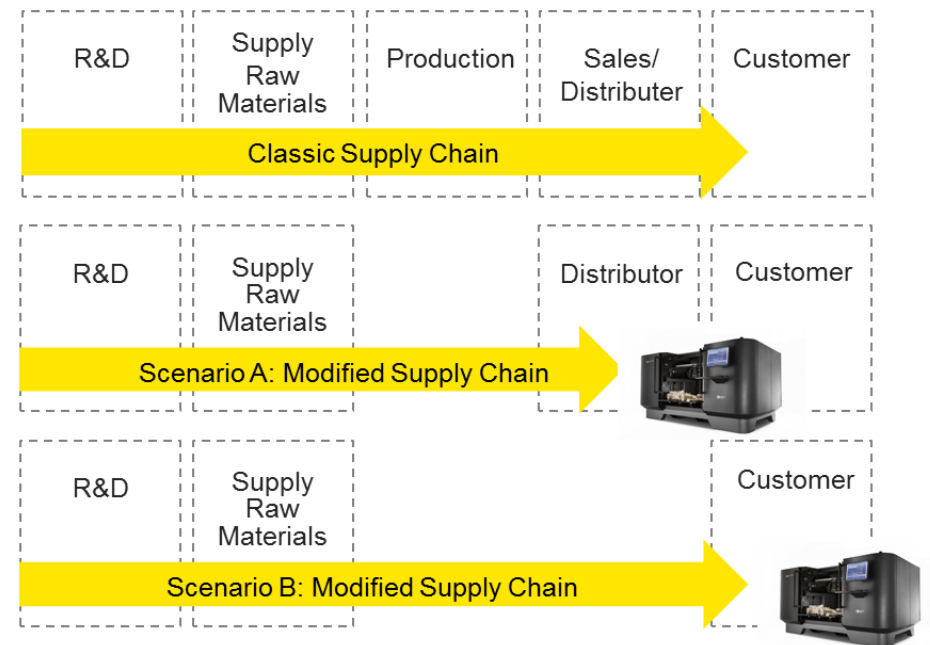 R&D
Supply
Raw
Materials
Production
Sales/
Distributer
Customer
Classic Supply Chain
R&D
Supply
Raw
Materials
Distributor
Customer
Scenario A: Modified Supply Chain
R&D
Supply
Raw
Materials
Customer
Scenario B: Modified Supply Chain